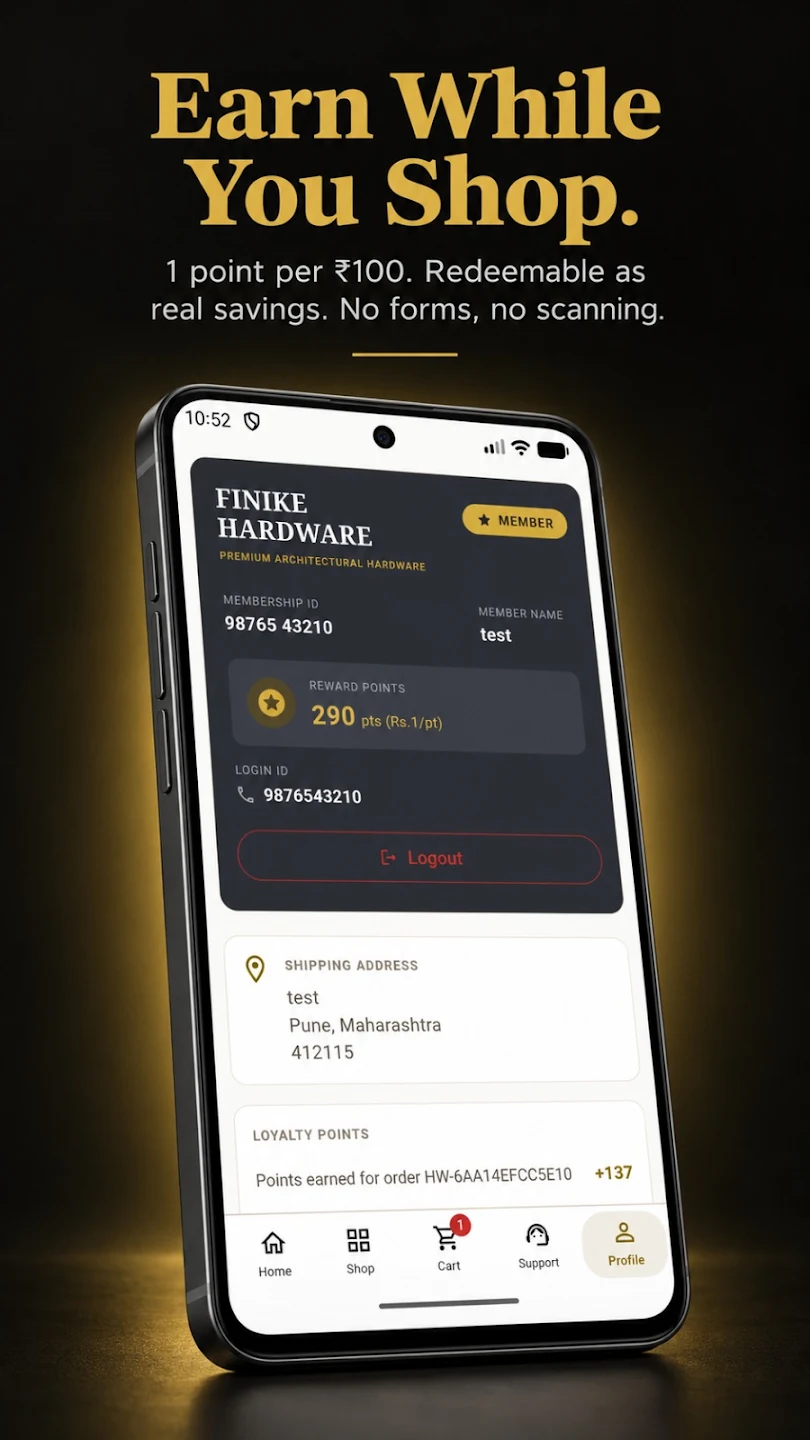 Earn While
You Shop.
1 point per ₹100. Redeemable as
real savings. No forms, no scanning.
10:52
FINIKE
HARDWARE
PREMIUM ARCHITECTURAL HARDWARE
MEMBER
MEMBERSHIP ID
98765 43210
MEMBER NAME
test
REWARD POINTS
290 pts (Rs.1/pt)
LOGIN ID
9876543210
Logout
SHIPPING ADDRESS
test
Pune, Maharashtra
412115
LOYALTY POINTS
Points earned for order HW-6AA14EFCC5E10 +137
Home
Shop
1
Cart
Support
Profile